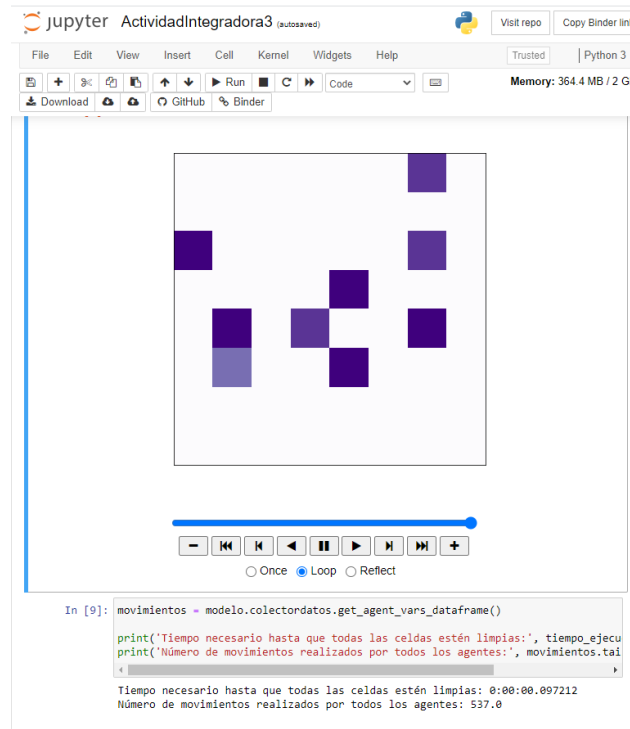 jupyter ActividadIntegradora3 (autosaved)
Visit repo
Copy Binder lin
File Edit View Insert Cell Kernel Widgets Help
Trusted
Python 3
Run
Code
Memory: 364.4 MB / 2 G
Download
GitHub
Binder
Once Loop Reflect
In [9]: movimientos = modelo.colectordatos.get_agent_vars_dataframe()
print('Tiempo necesario hasta que todas las celdas estén limpias:', tiempo_ejecu
print('Número de movimientos realizados por todos los agentes:', movimientos.tai
Tiempo necesario hasta que todas las celdas estén limpias: 0:00:00.097212
Número de movimientos realizados por todos los agentes: 537.0